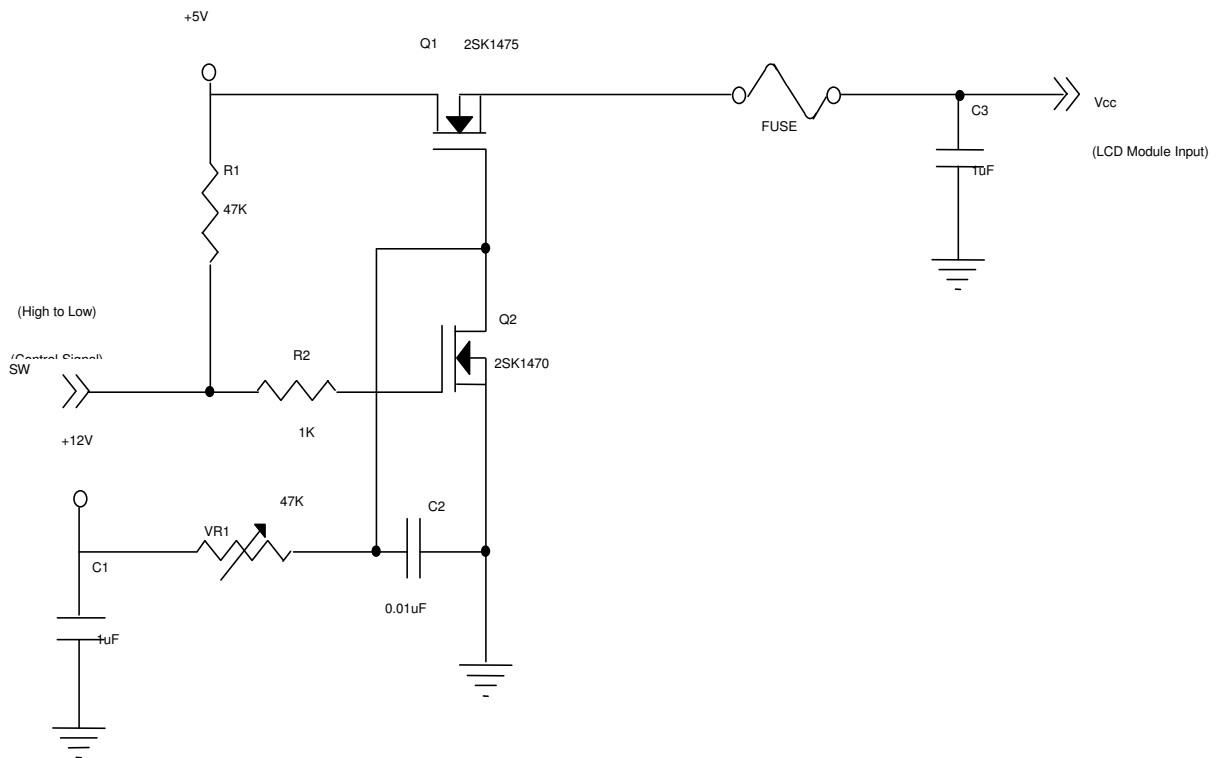 +5V
Q1 2SK1475
FUSE
C3
1uF
Vcc
(LCD Module Input)
R1
47K
(High to Low)
(Control Signal)
SW
R2
1K
Q2
2SK1470
+12V
47K
VR1
C2
0.01uF
C1
1uF